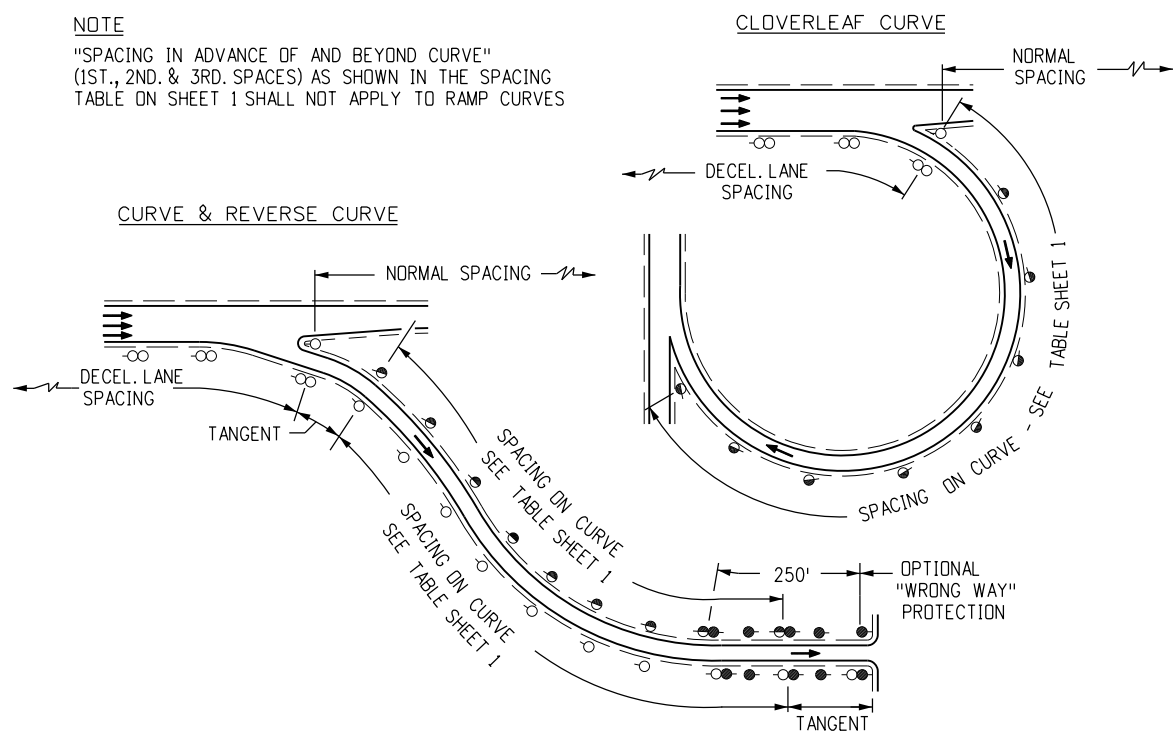 NOTE
"SPACING IN ADVANCE OF AND BEYOND CURVE"
(1ST., 2ND. & 3RD. SPACES) AS SHOWN IN THE SPACING
TABLE ON SHEET 1 SHALL NOT APPLY TO RAMP CURVES
CLOVERLEAF CURVE
NORMAL
SPACING
DECEL. LANE
SPACING
SPACING ON CURVE - SEE TABLE SHEET 1
CURVE & REVERSE CURVE
NORMAL SPACING
DECEL. LANE
SPACING
TANGENT
SPACING ON CURVE
SEE TABLE SHEET 1
SPACING ON CURVE
SEE TABLE SHEET 1
250'
OPTIONAL
"WRONG WAY"
PROTECTION
TANGENT